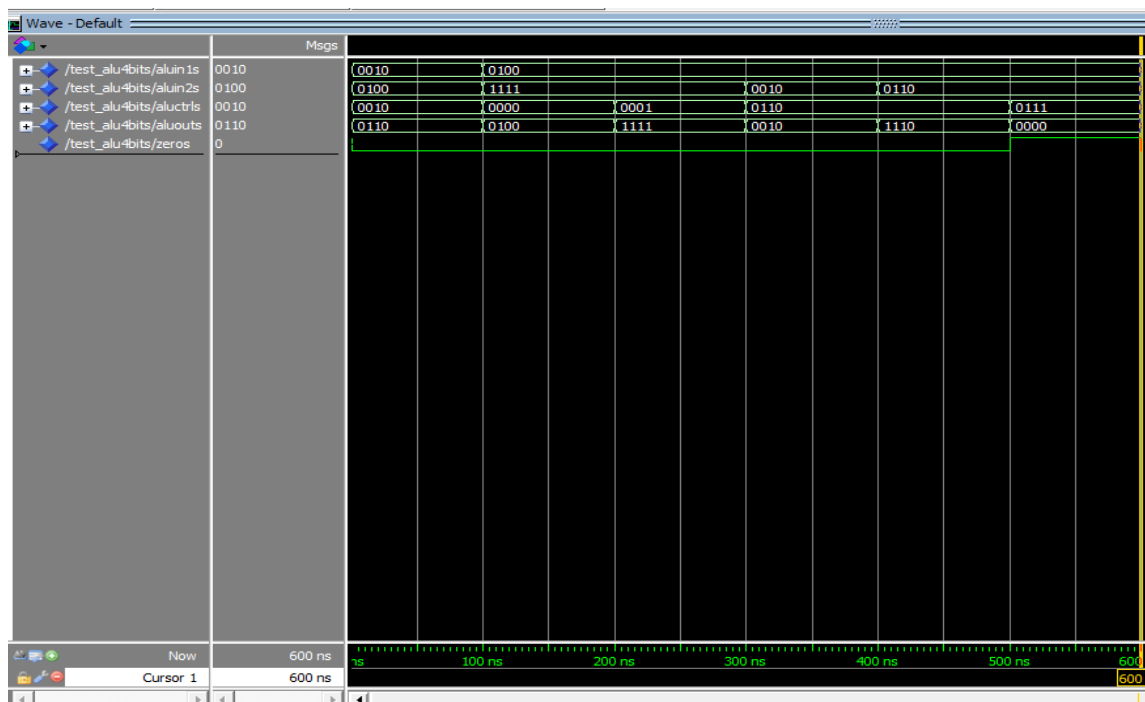 Wave - Default
Msgs
/test_alu4bits/aluin1s 0010 0010 0100
/test_alu4bits/aluin2s 0100 0100 1111 0010 0110
/test_alu4bits/aluctrls 0010 0010 0000 0001 0110 0111
/test_alu4bits/aluouts 0110 0110 0100 1111 0010 1110 0000
/test_alu4bits/zeros 0
Now 600 ns ns 100 ns 200 ns 300 ns 400 ns 500 ns 600
Cursor 1 600 ns 600